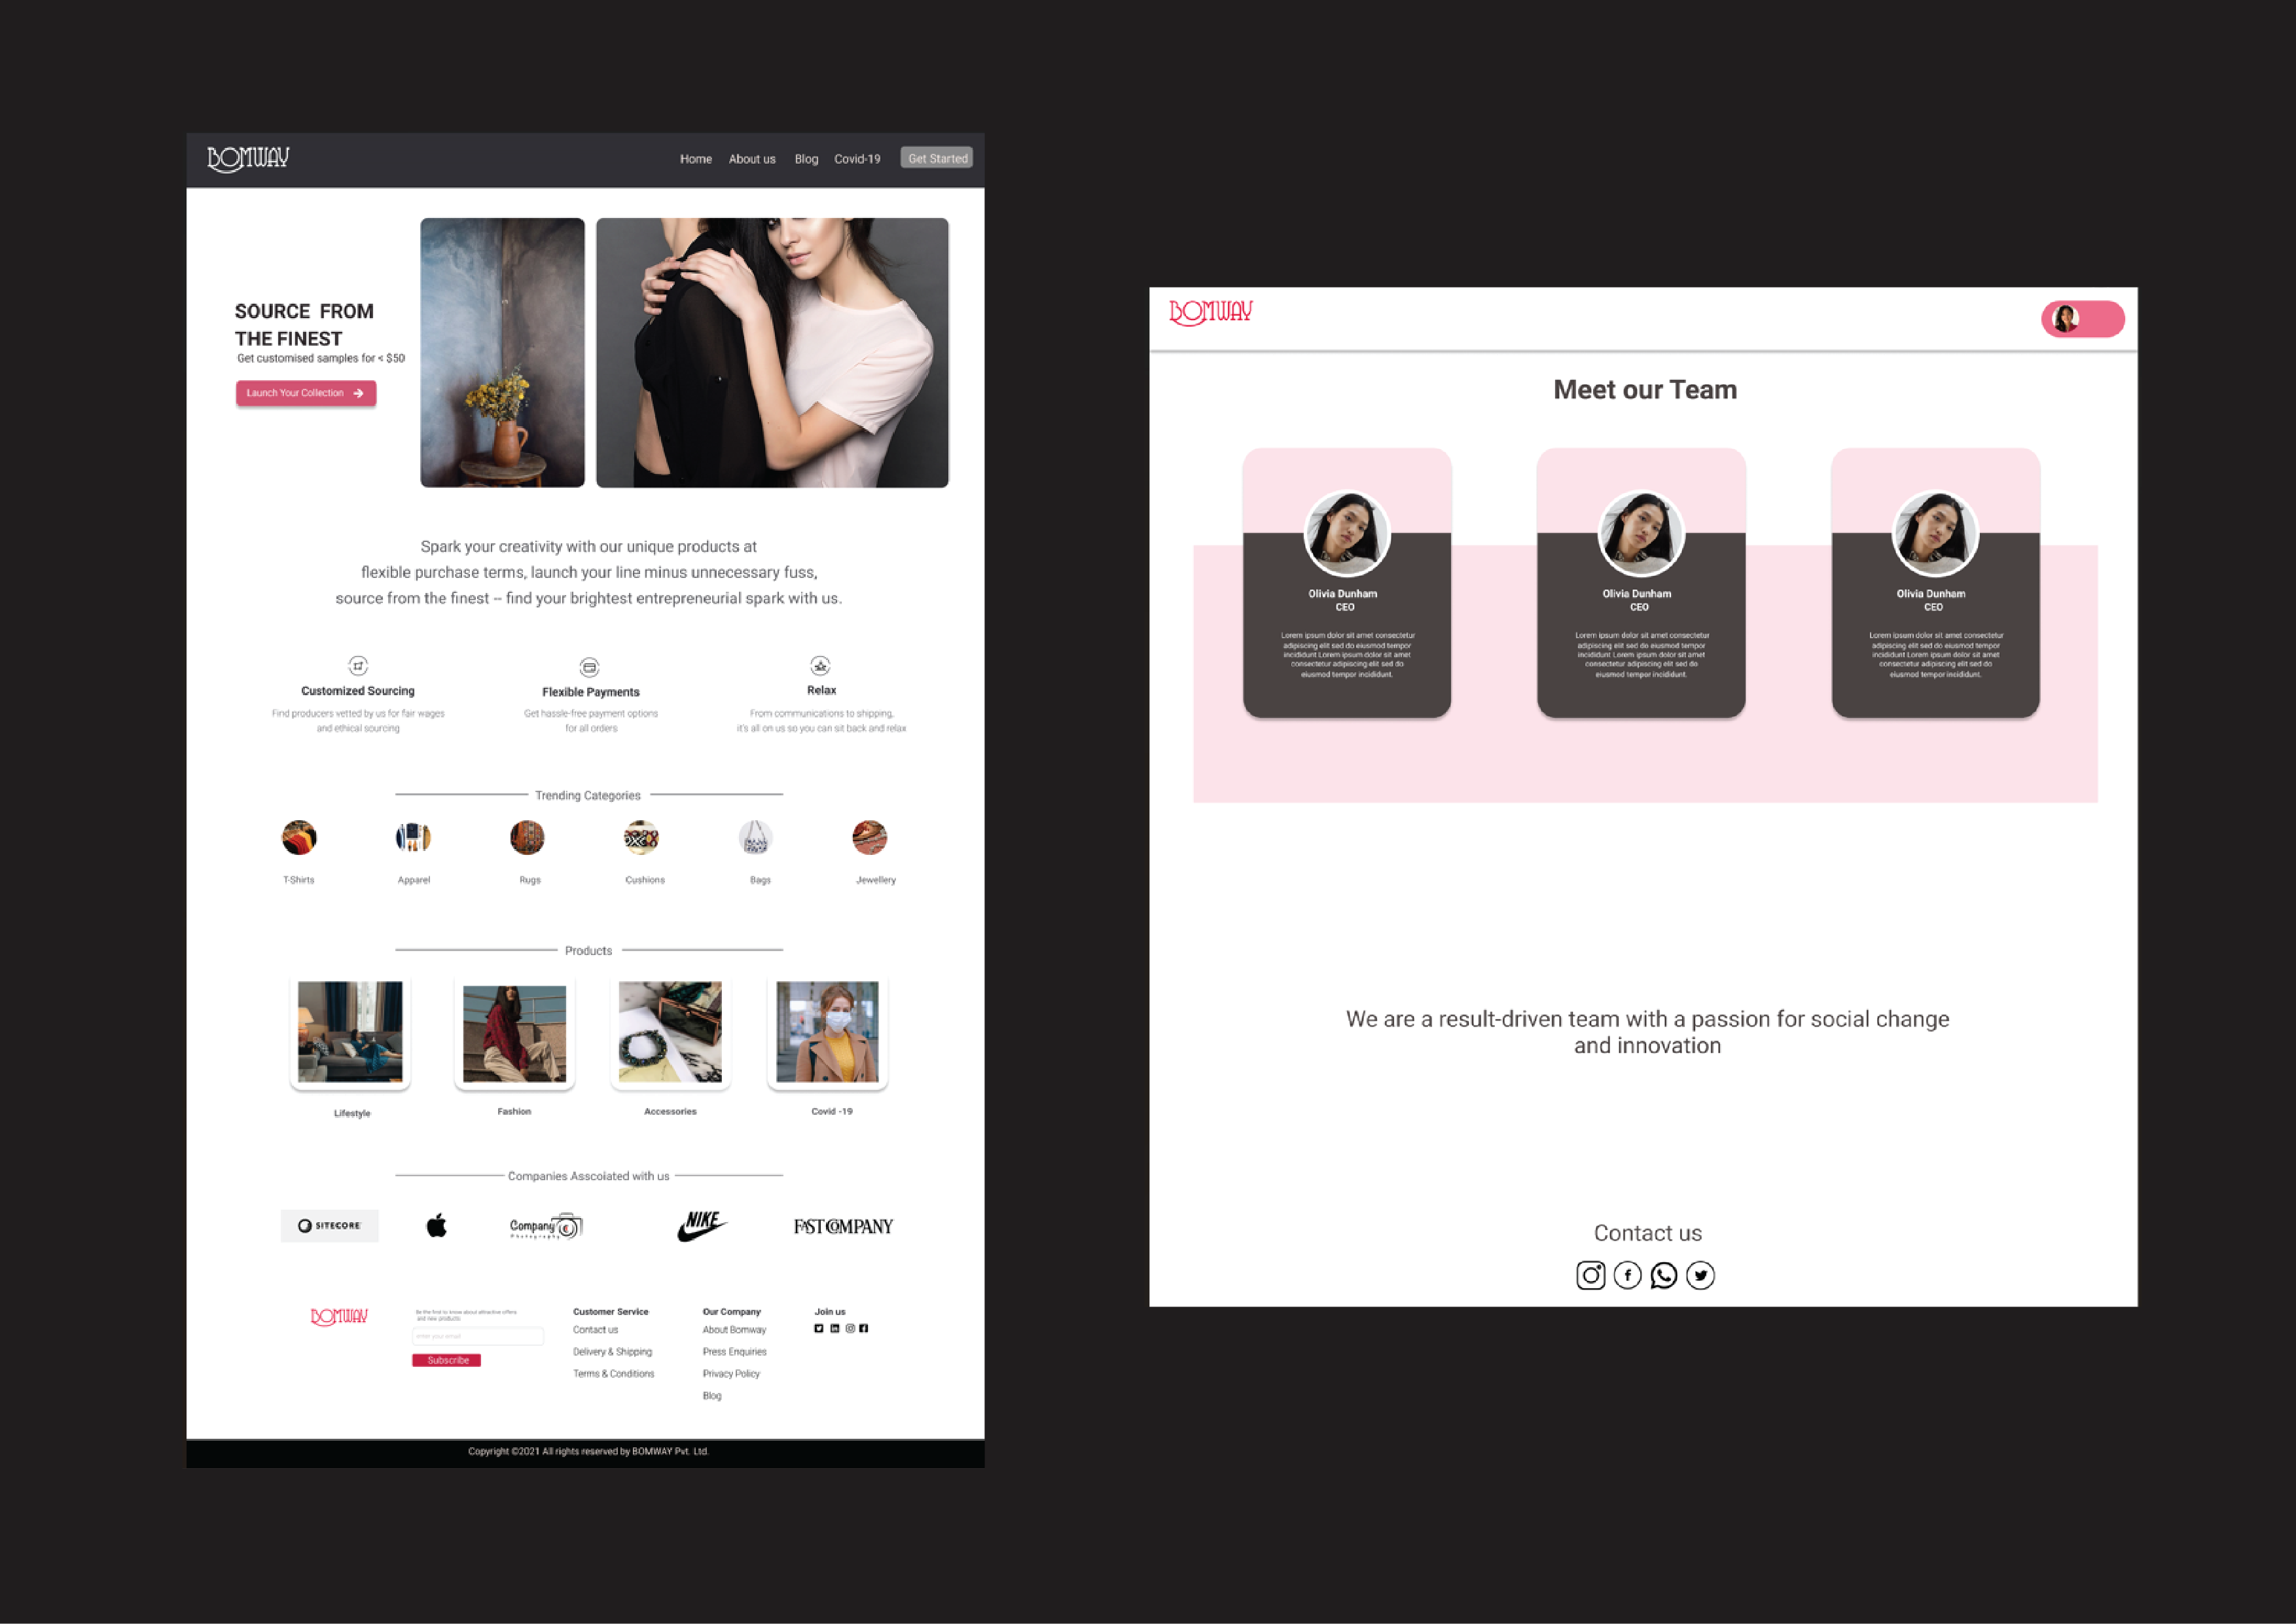 BOMWAY
Home About us Blog Covid-19 Get Started
SOURCE FROM
THE FINEST
Get customised samples for < $50
Launch Your Collection
Spark your creativity with our unique products at
flexible purchase terms, launch your line minus unnecessary fuss,
source from the finest – find your brightest entrepreneurial spark with us.
Customized Sourcing
Find producers vetted by us for fair wages
and ethical sourcing
Flexible Payments
Get hassle-free payment options
for all orders
Relax
From communications to shipping,
it's all on us so you can sit back and relax
Trending Categories
T-Shirts
Apparel
Rugs
Cushions
Bags
Jewellery
Products
Lifestyle
Fashion
Accessories
Covid -19
Companies Asscoiated with us
SITECORE
Company
Photography
NIKE
FAST COMPANY
BOMWAY
Be the first to know about attractive offers
and new products
enter your email
Subscribe
Customer Service
Contact us
Delivery & Shipping
Terms & Conditions
Our Company
About Bomway
Press Enquiries
Privacy Policy
Blog
Join us
Copyright ©2021 All rights reserved by BOMWAY Pvt. Ltd.
BOMWAY
Meet our Team
Olivia Dunham
CEO
Lorem ipsum dolor sit amet consectetur
adipiscing elit sed do eiusmod tempor
incididunt Lorem ipsum dolor sit amet
consectetur adipiscing elit sed do
eiusmod tempor incididunt.
Olivia Dunham
CEO
Lorem ipsum dolor sit amet consectetur
adipiscing elit sed do eiusmod tempor
incididunt Lorem ipsum dolor sit amet
consectetur adipiscing elit sed do
eiusmod tempor incididunt.
Olivia Dunham
CEO
Lorem ipsum dolor sit amet consectetur
adipiscing elit sed do eiusmod tempor
incididunt Lorem ipsum dolor sit amet
consectetur adipiscing elit sed do
eiusmod tempor incididunt.
We are a result-driven team with a passion for social change
and innovation
Contact us